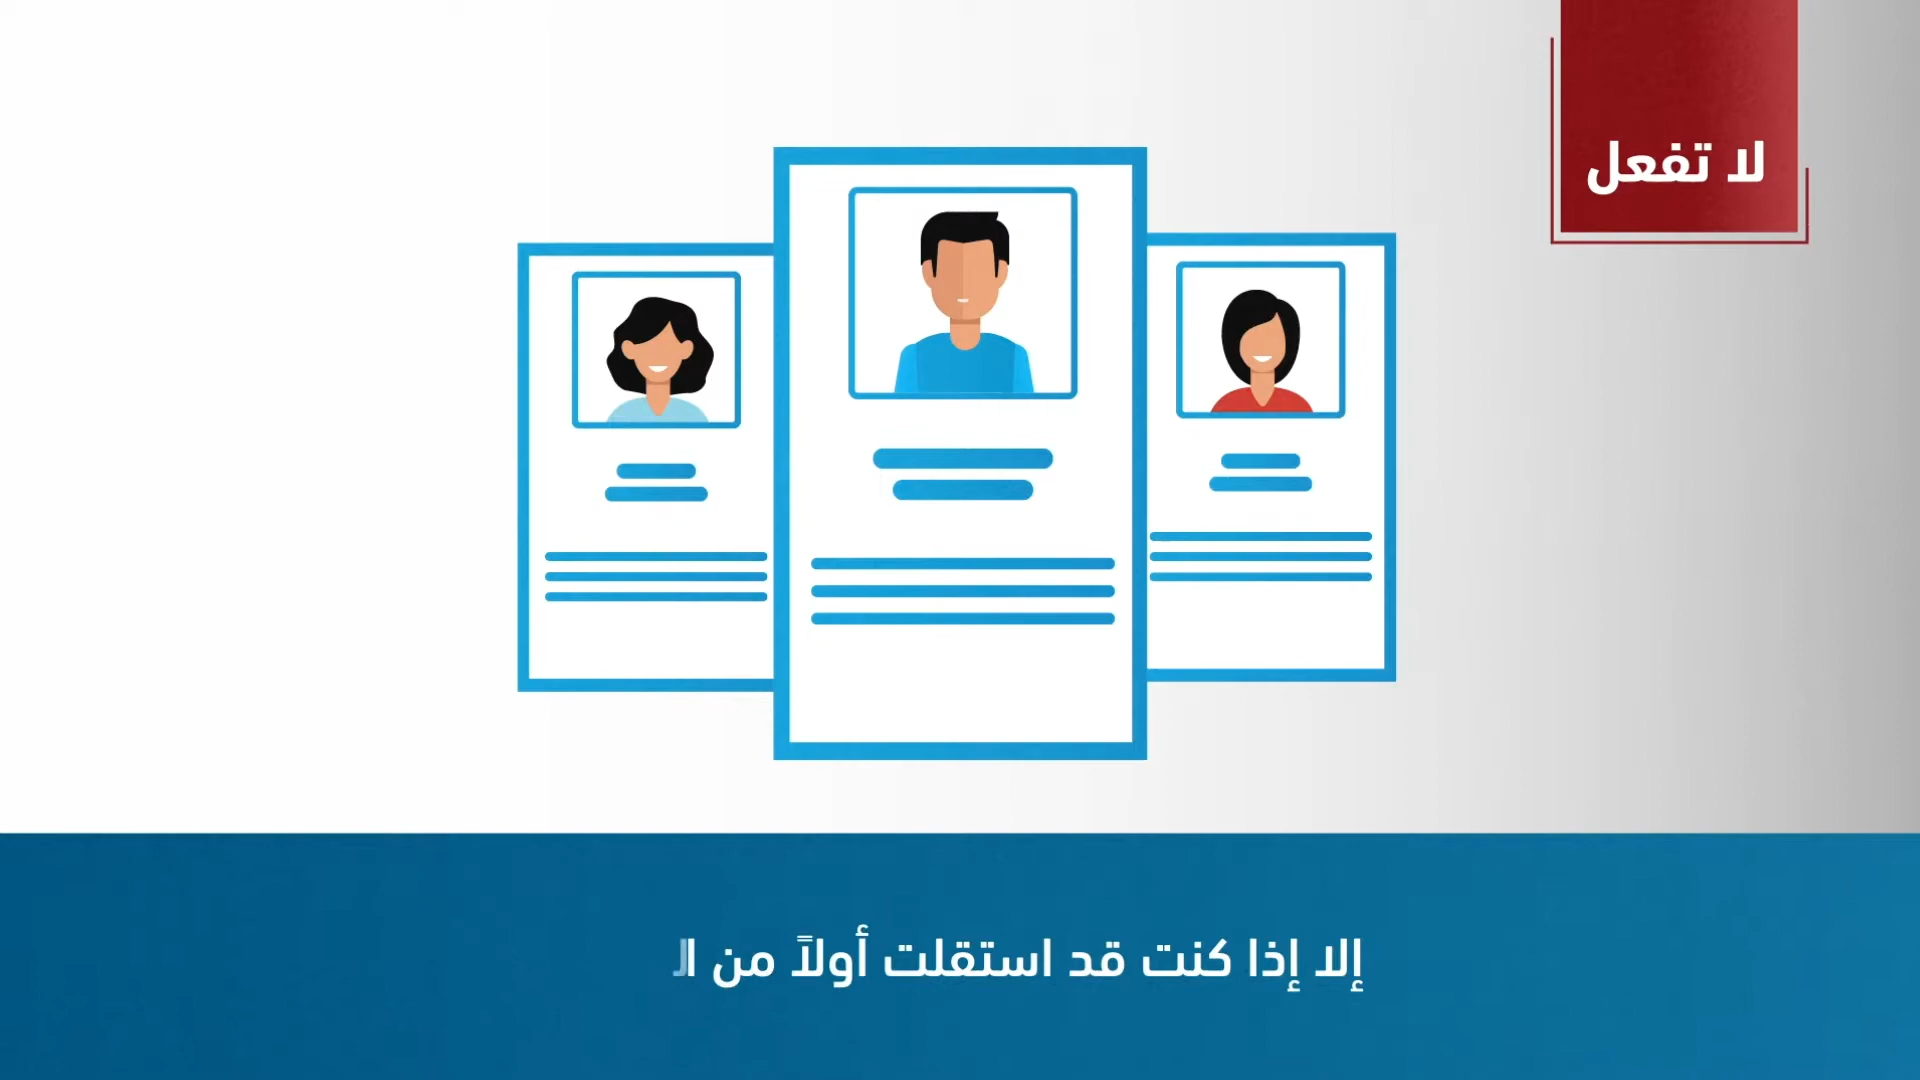 لا تفعل
إلا إذا كنت قد استقلت أولاً من